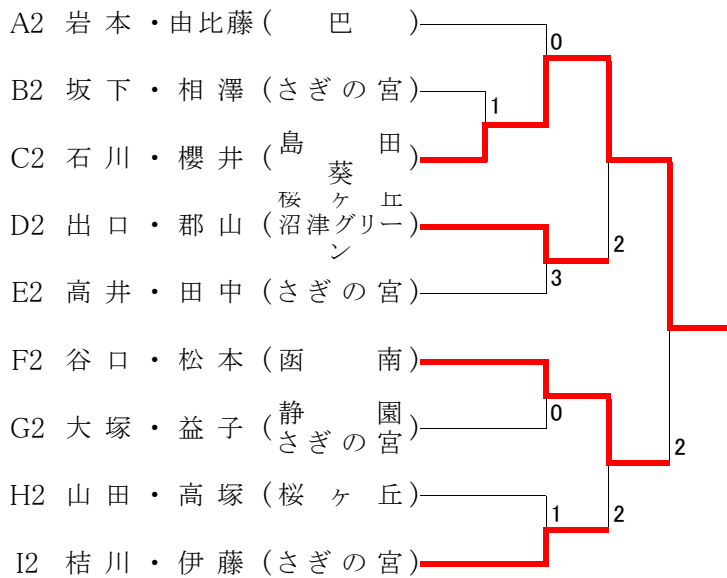 A2 岩本・由比藤(巴)
0
B2 坂下・相澤(さぎの宮)
1
C2 石川・櫻井(島田
葵)
D2 出口・郡山(桜ヶ丘
沼津グリー
ン)
2
E2 高井・田中(さぎの宮)
3
F2 谷口・松本(函南)
G2 大塚・益子(静園
さぎの宮)
0
2
H2 山田・高塚(桜ヶ丘)
1
2
I2 桔川・伊藤(さぎの宮)